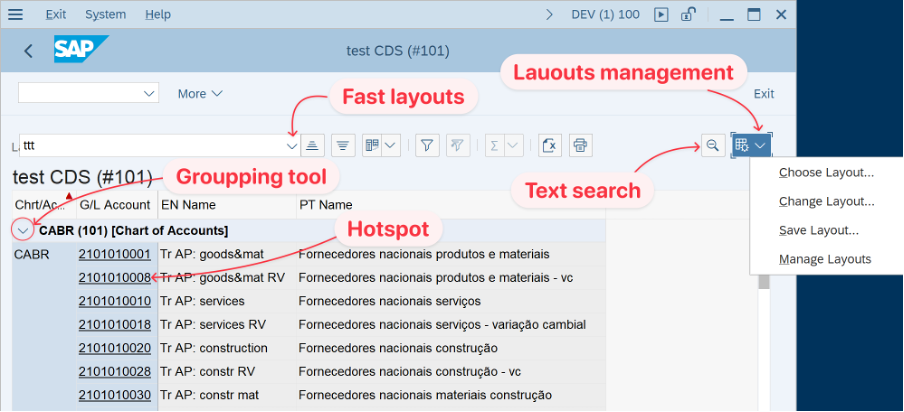 Exit System Help DEV (1) 100
SAP test CDS (#101)
Lauouts management
More Fast layouts Exit
ttt
test CDS (#101) Groupping tool Text search
Choose Layout...
Change Layout...
Save Layout...
Manage Layouts
Chrt/Ac.. G/L Account EN Name PT Name
Hotspot
CABR (101) [Chart of Accounts]
CABR 2101010001 Tr AP: goods&mat Fornecedores nacionais produtos e materiais
2101010008 Tr AP: goods&mat RV Fornecedores nacionais produtos e materiais - vc
2101010010 Tr AP: services Fornecedores nacionais serviços
2101010018 Tr AP: services RV Fornecedores nacionais serviços - variação cambial
2101010020 Tr AP: construction Fornecedores nacionais construção
2101010028 Tr AP: constr RV Fornecedores nacionais construção - vc
2101010030 Tr AP: constr mat Fornecedores nacionais materiais construção